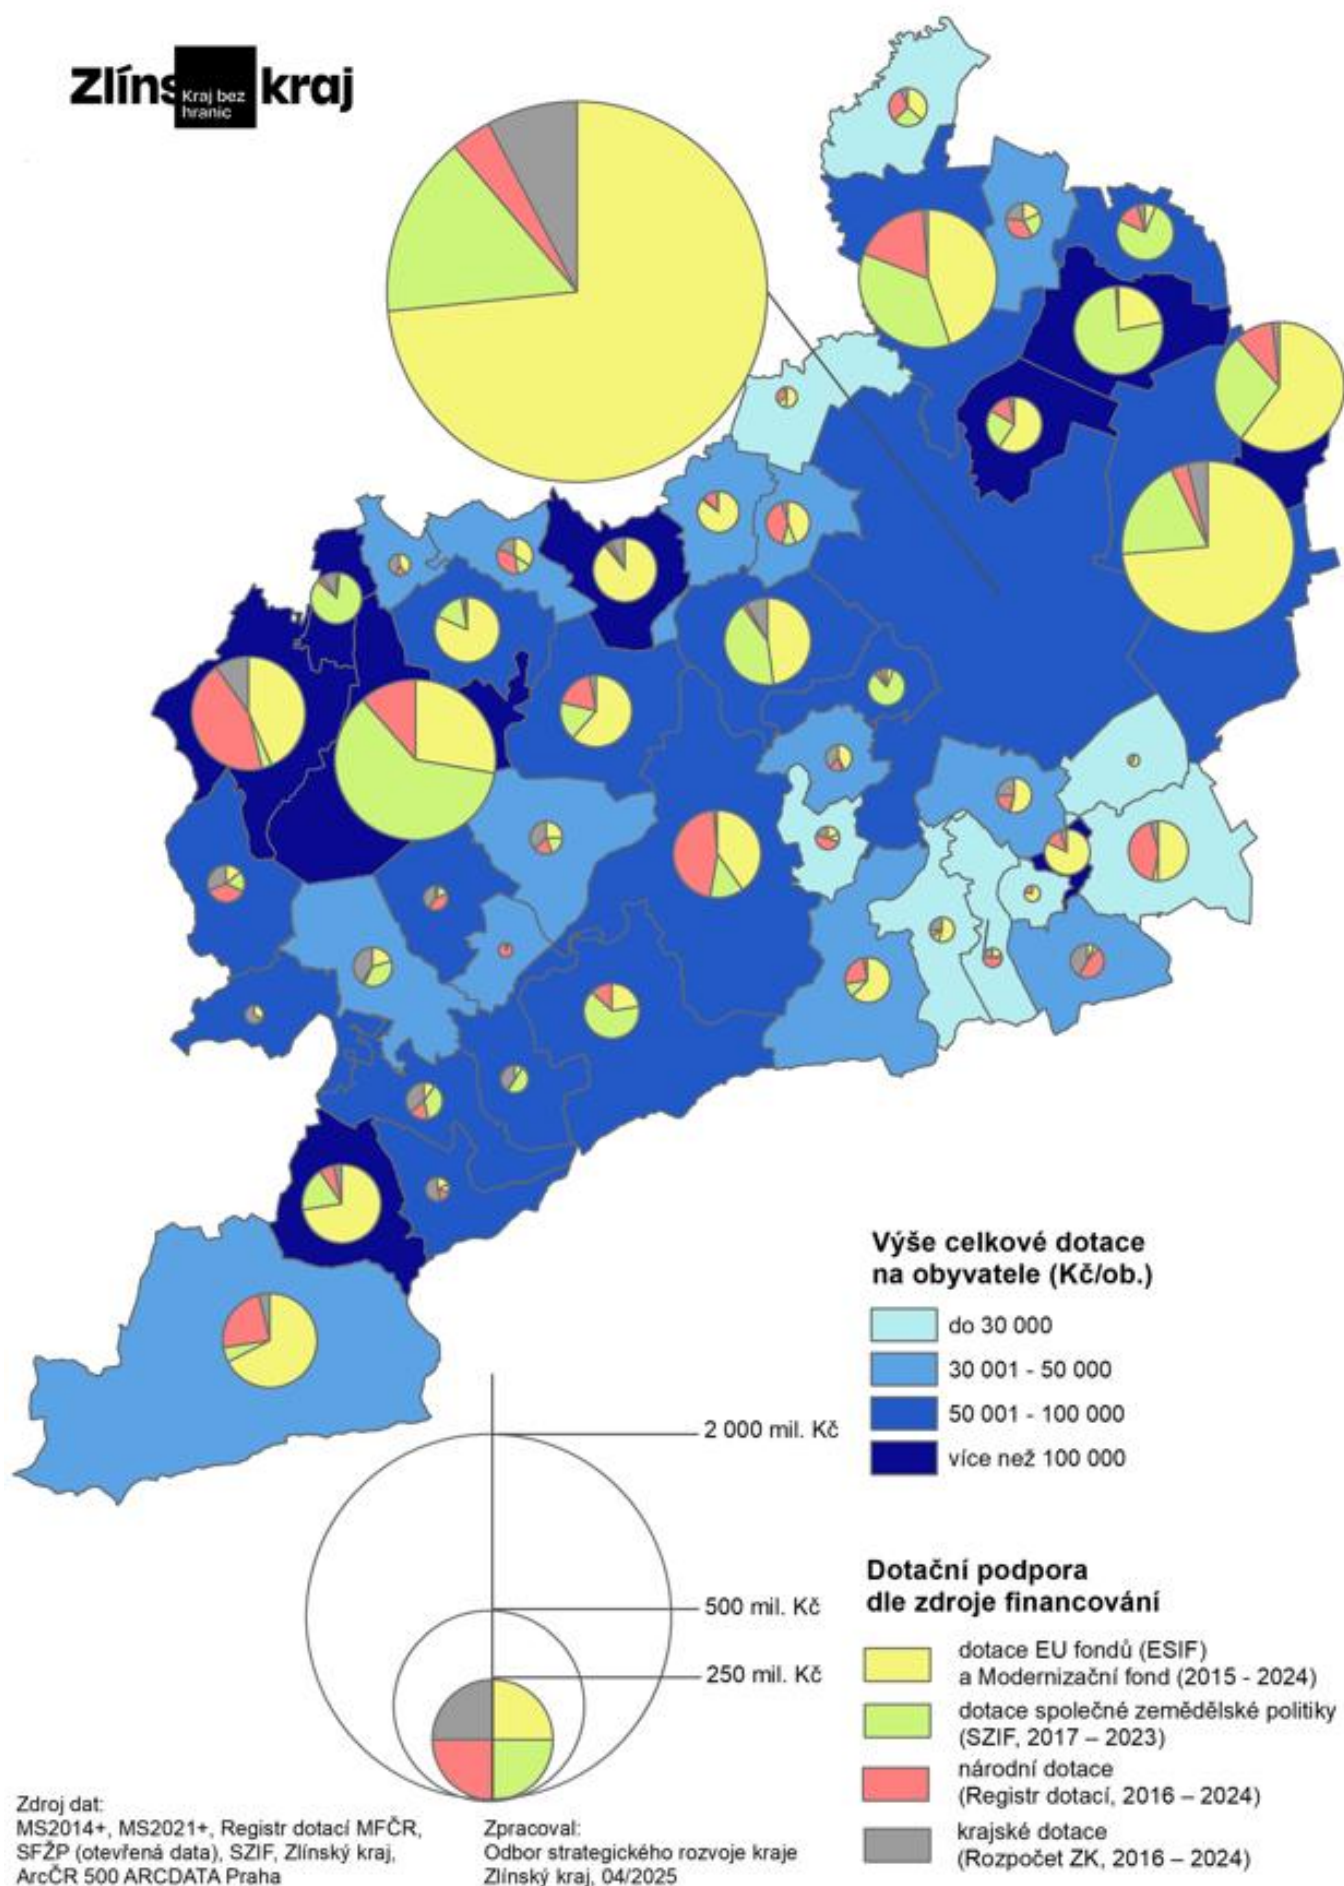 Zlíns kraj
Kraj bez
hranic
Výše celkové dotace
na obyvatele (Kč/ob.)
do 30 000
30 001 - 50 000
50 001 - 100 000
více než 100 000
2 000 mil. Kč
500 mil. Kč
250 mil. Kč
Dotační podpora
dle zdroje financování
dotace EU fondů (ESIF)
a Modernizační fond (2015 - 2024)
dotace společné zemědělské politiky
(SZIF, 2017 – 2023)
národní dotace
(Registr dotací, 2016 – 2024)
krajské dotace
(Rozpočet ZK, 2016 – 2024)
Zdroj dat:
MS2014+, MS2021+, Registr dotací MFČR,
SFŽP (otevřená data), SZIF, Zlínský kraj,
ArcČR 500 ARCDATA Praha
Zpracoval:
Odbor strategického rozvoje kraje
Zlínský kraj, 04/2025